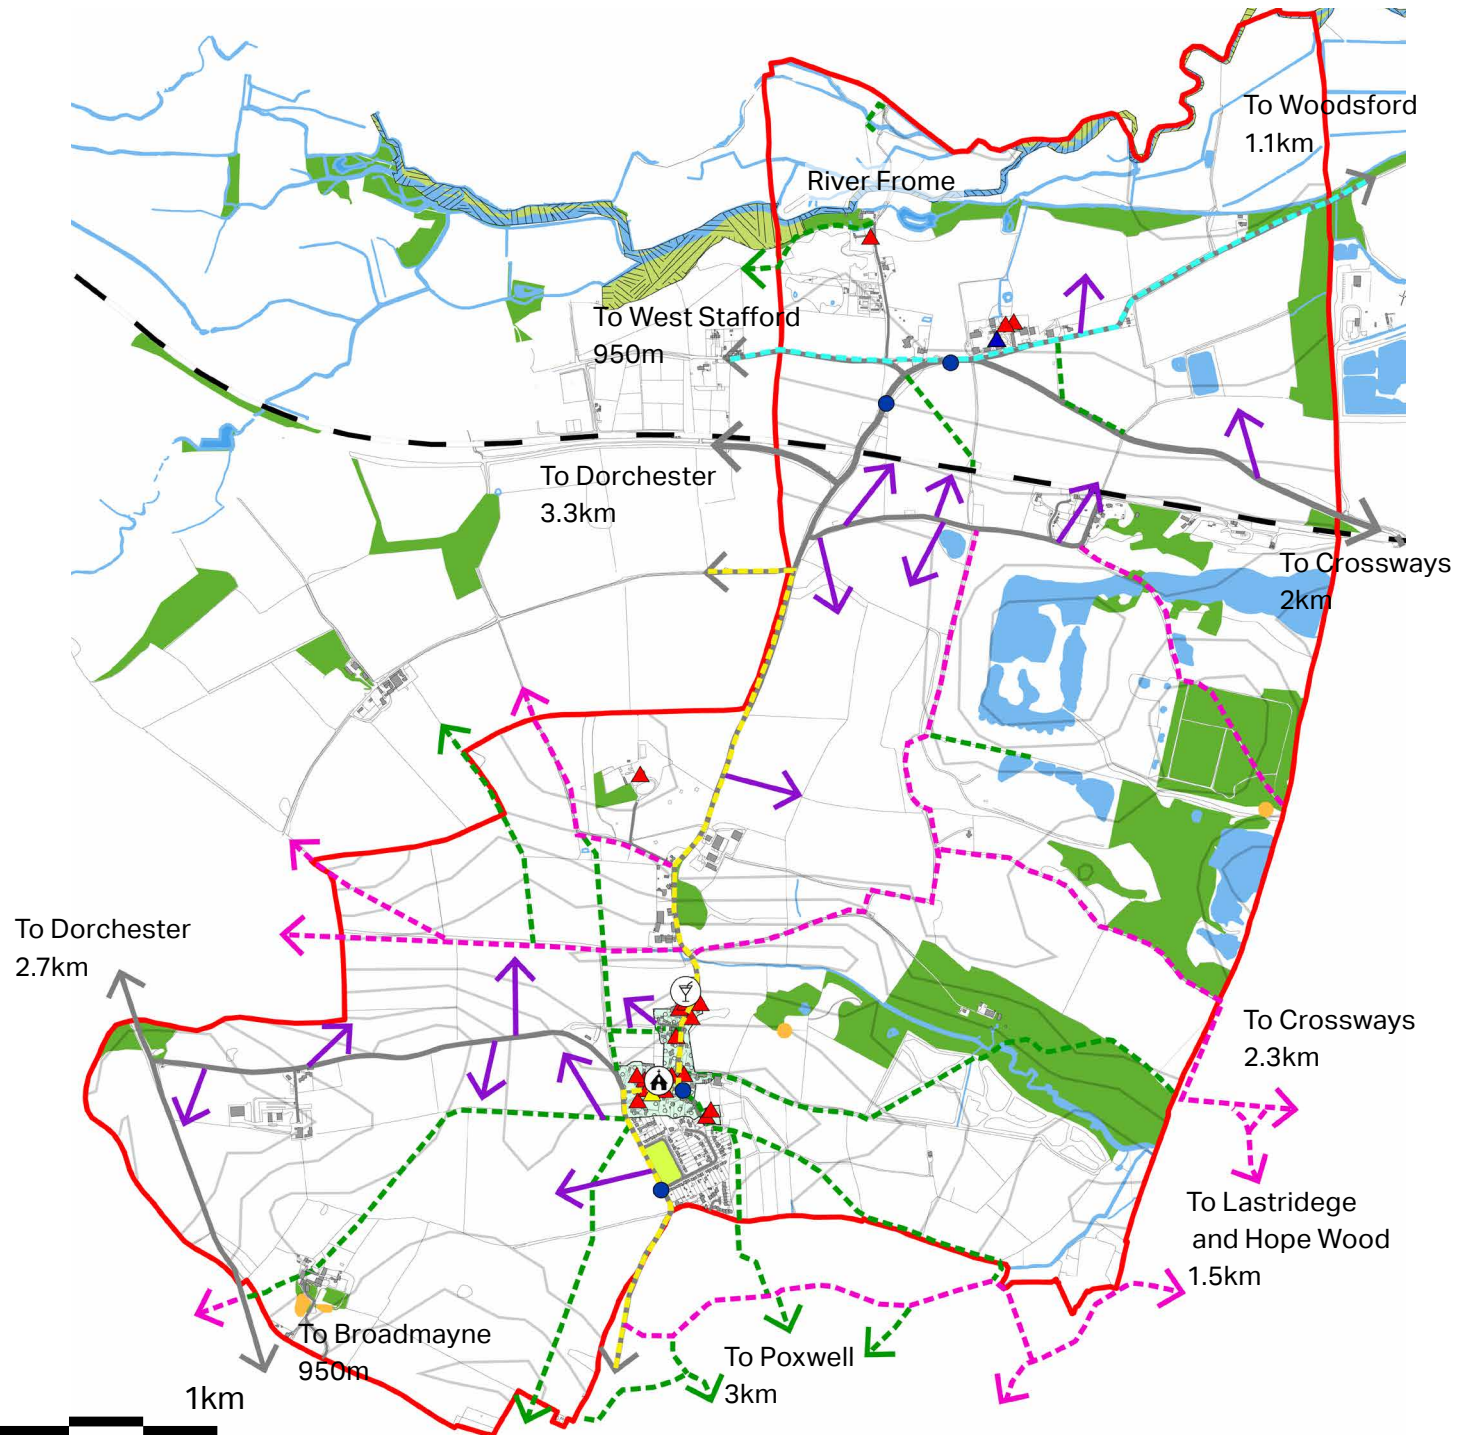 To Woodsford
1.1km
River Frome
To West Stafford
950m
To Dorchester
3.3km
To Crossways
2km
To Dorchester
2.7km
To Crossways
2.3km
To Lastridege
and Hope Wood
1.5km
To Broadmayne
950m
To Poxwell
3km
1km